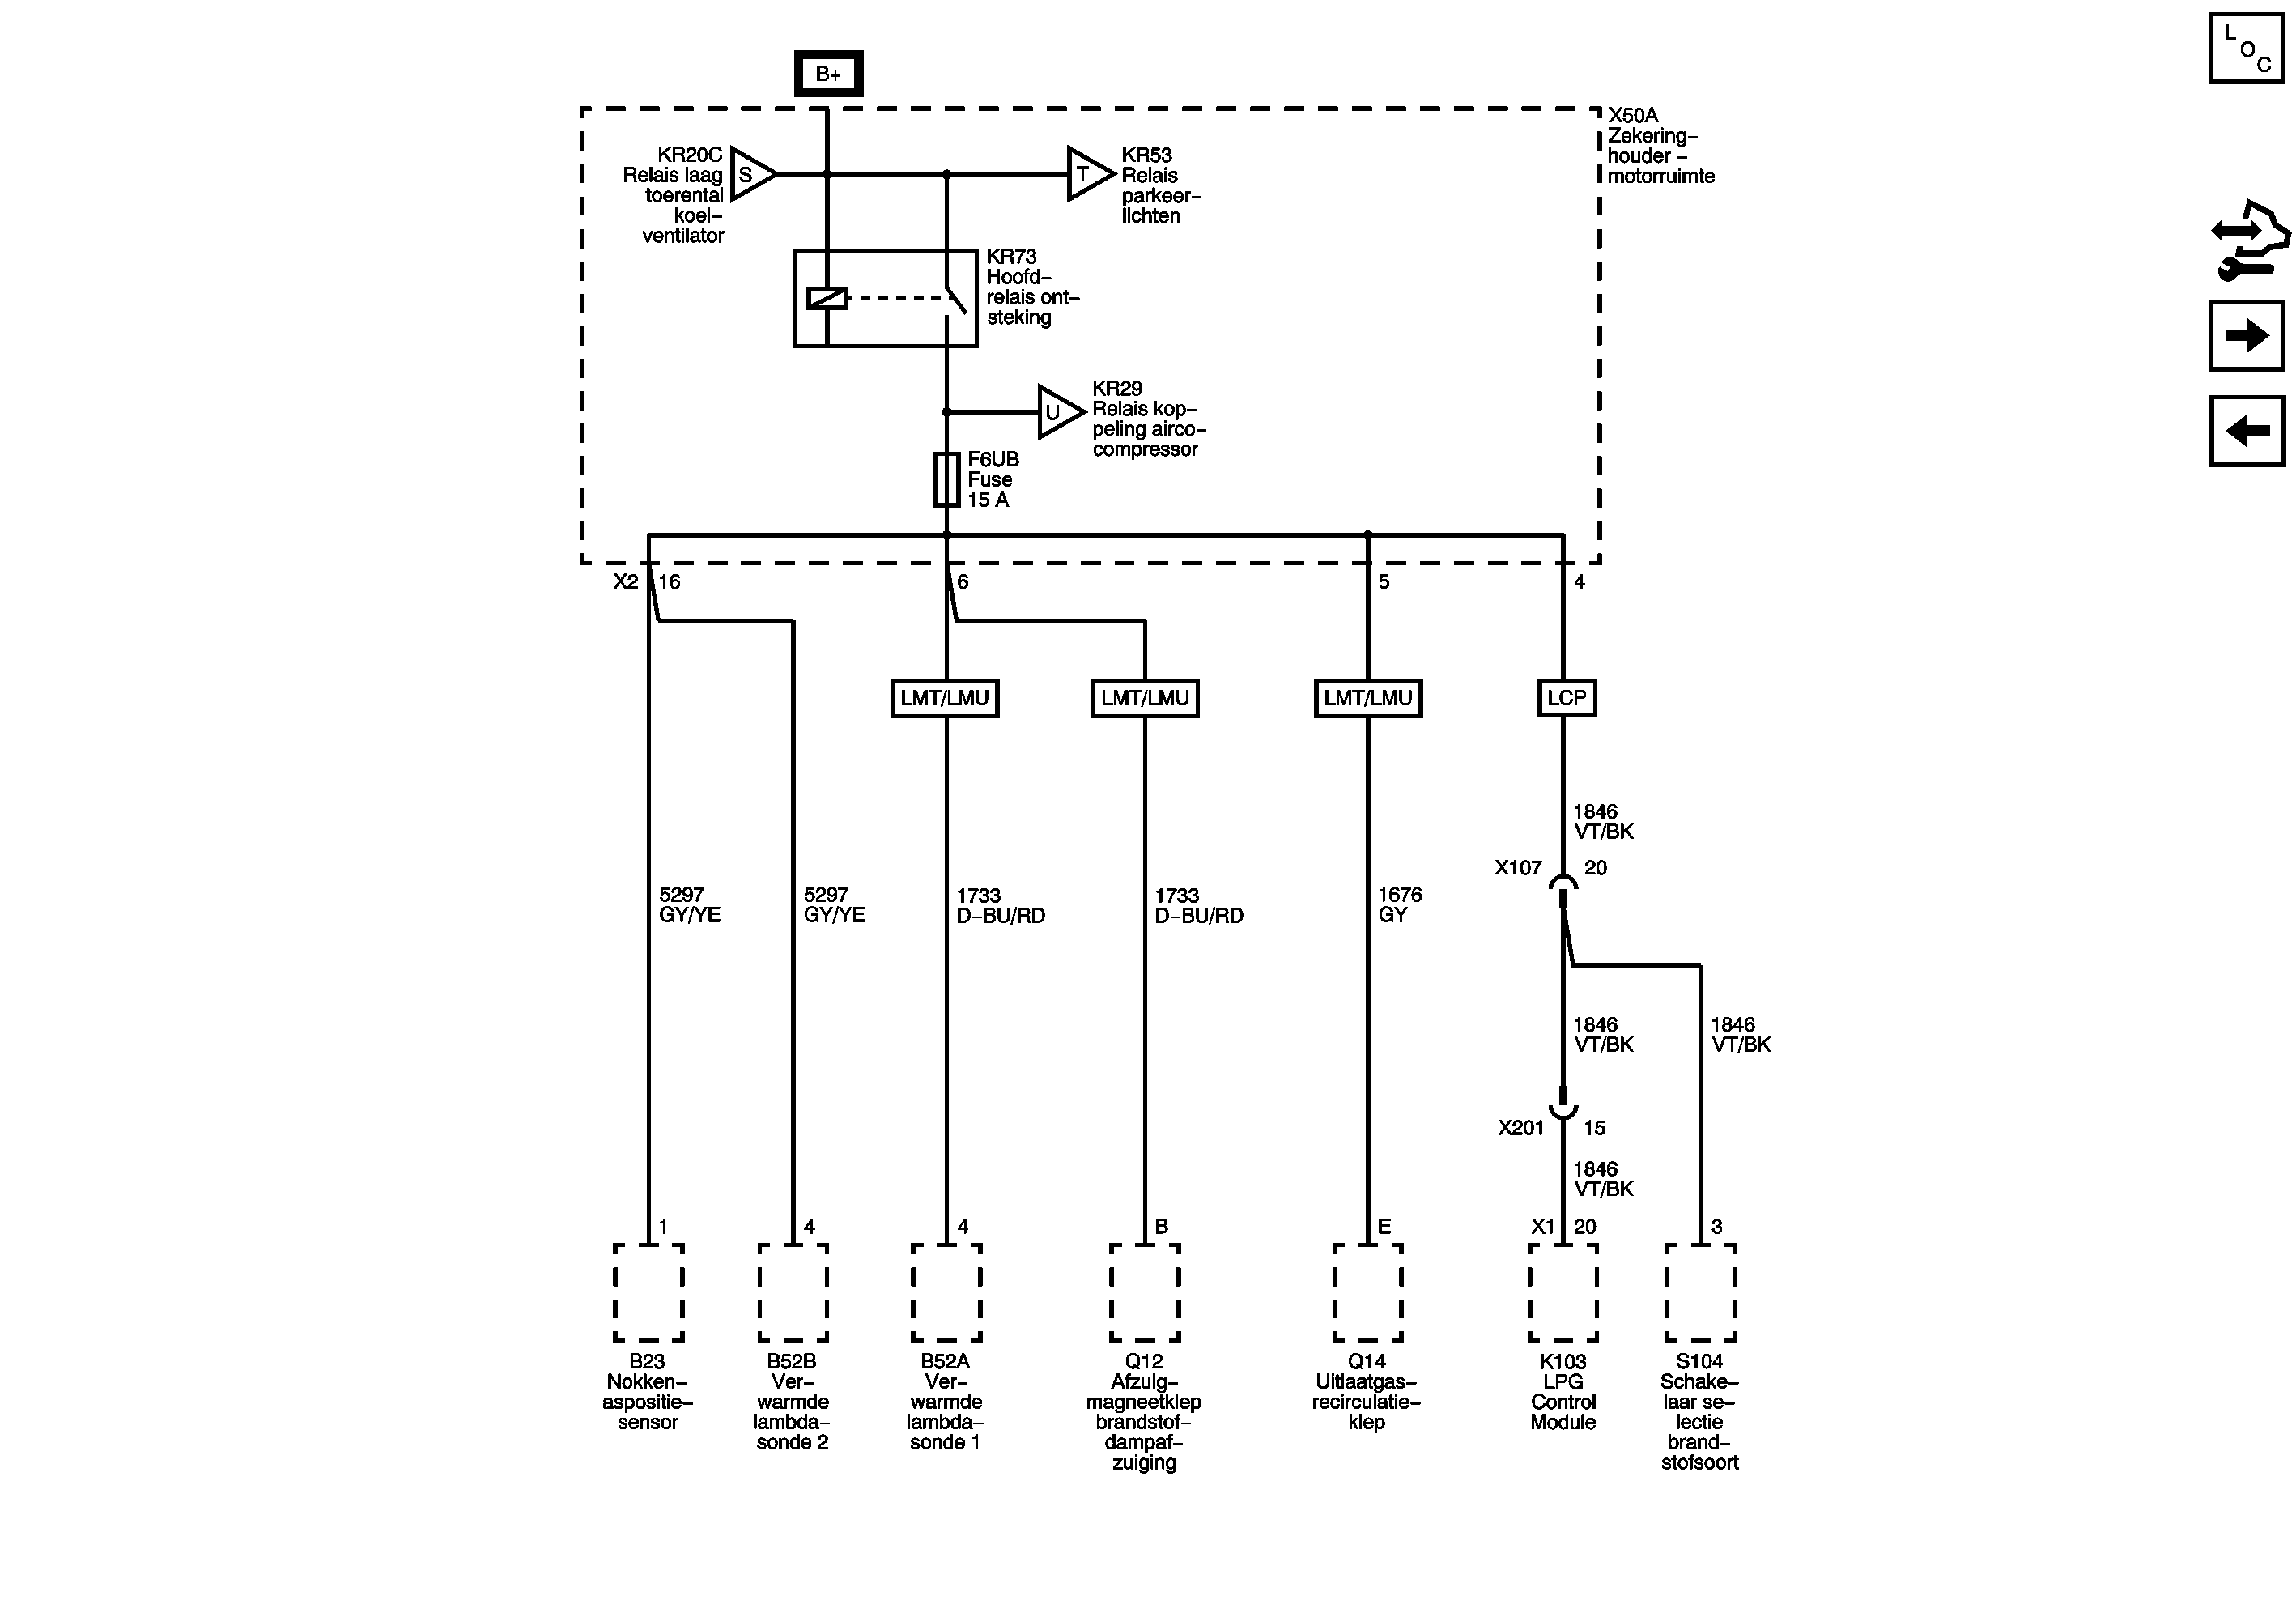 L
O
C
B+
X50A
Zekering–
houder –
motorruimte
KR20C
Relais laag
toerental
koel–
ventilator
S
T
KR53
Relais
parkeer–
lichten
KR73
Hoofd–
relais ont–
steking
U
KR29
Relais kop–
peling airco–
compressor
F6UB
Fuse
15 A
X2 16
6
5
4
LMT/LMU
LMT/LMU
LMT/LMU
LCP
1846
VT/BK
X107 20
5297
GY/YE
5297
GY/YE
1733
D–BU/RD
1733
D–BU/RD
1676
GY
1846
VT/BK
1846
VT/BK
X201 15
1846
VT/BK
1
4
4
B
E
X1 20
3
B23
Nokken–
aspositie–
sensor
B52B
Ver–
warmde
lambda–
sonde 2
B52A
Ver–
warmde
lambda–
sonde 1
Q12
Afzuig–
magneetklep
brandstof–
dampaf–
zuiging
Q14
Uitlaatgas–
recirculatie–
klep
K103
LPG
Control
Module
S104
Schake–
laar se–
lectie
brand–
stofsoort